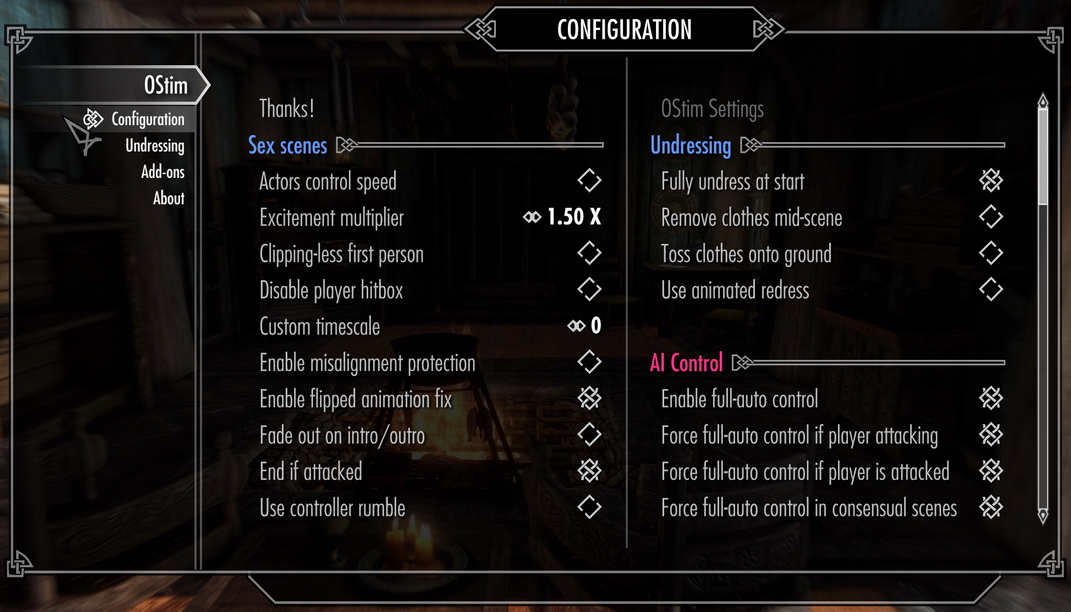 CONFIGURATION
OStim
Configuration
Undressing
Add-ons
About
Thanks!
Sex scenes
Actors control speed
Excitement multiplier 1.50 X
Clipping-less first person
Disable player hitbox
Custom timescale 0
Enable misalignment protection
Enable flipped animation fix
Fade out on intro/outro
End if attacked
Use controller rumble
OStim Settings
Undressing
Fully undress at start
Remove clothes mid-scene
Toss clothes onto ground
Use animated redress
AI Control
Enable full-auto control
Force full-auto control if player attacking
Force full-auto control if player is attacked
Force full-auto control in consensual scenes